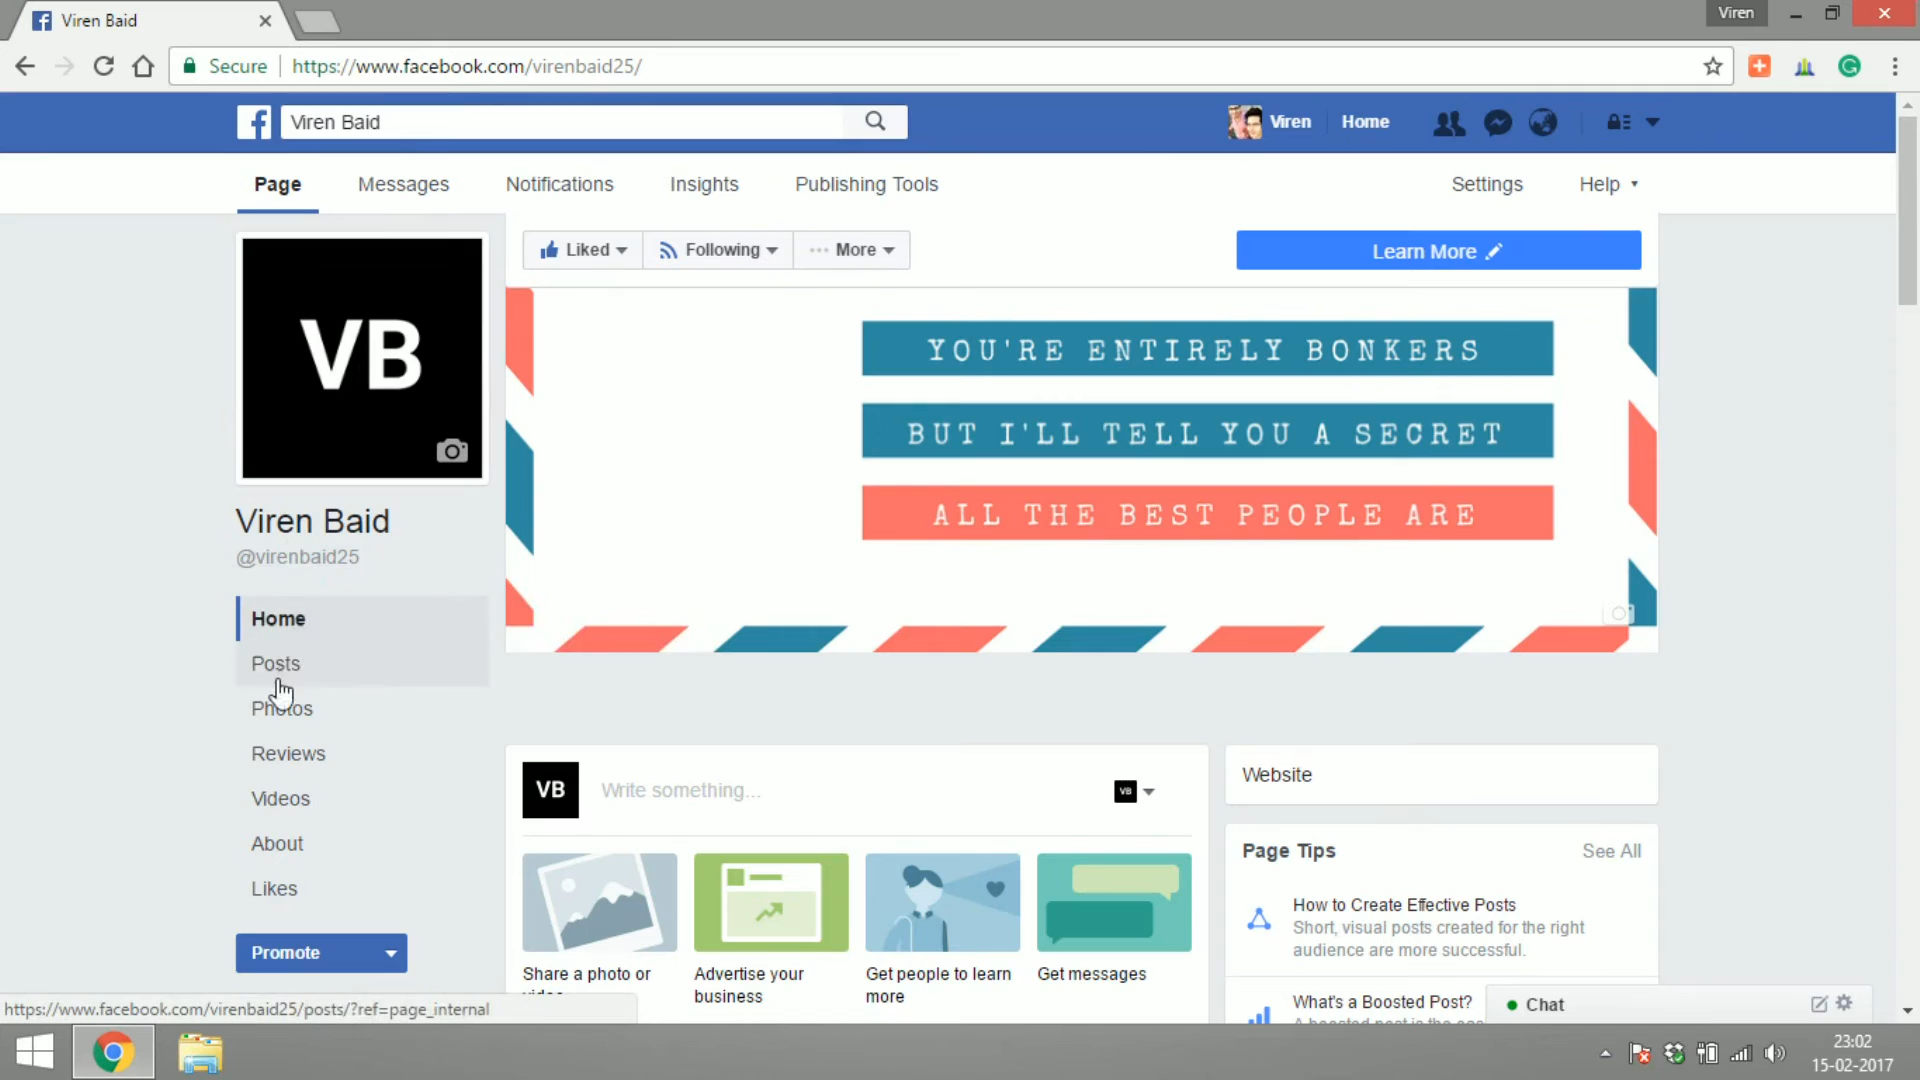 Viren Baid
Viren
Secure
https://www.facebook.com/virenbaid25/
Viren Baid
Viren
Home
Page
Messages
Notifications
Insights
Publishing Tools
Settings
Help
VB
Liked
Following
More
Learn More
YOU'RE ENTIRELY BONKERS
BUT I'LL TELL YOU A SECRET
ALL THE BEST PEOPLE ARE
Viren Baid
@virenbaid25
Home
Posts
Photos
Reviews
Videos
About
Likes
Promote
VB
Write something...
VB
Share a photo or
Advertise your
business
Get people to learn
more
Get messages
Website
Page Tips
See All
How to Create Effective Posts
Short, visual posts created for the right
audience are more successful.
What's a Boosted Post?
Chat
https://www.facebook.com/virenbaid25/posts/?ref=page_internal
23:02
15-02-2017